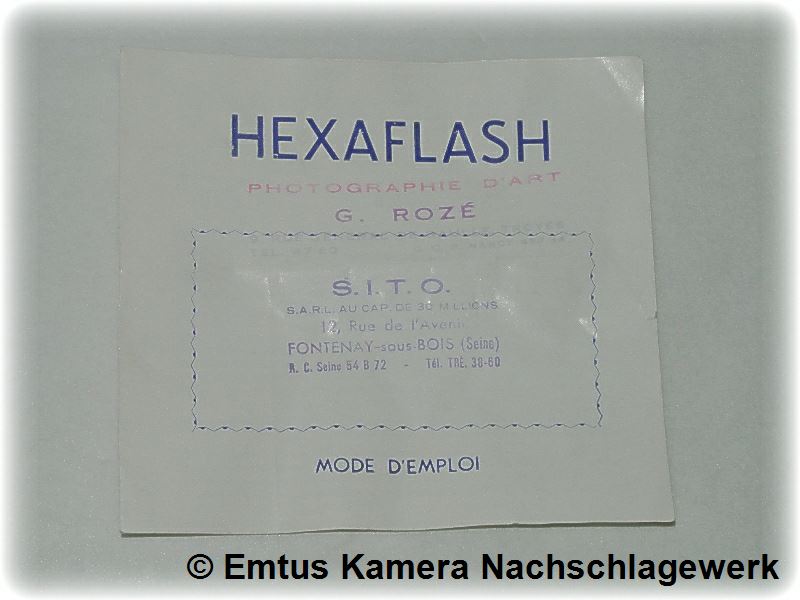 HEXAFLASH
PHOTOGRAPHIE D'ART
G. ROZÉ
S.I.T.O.
S.A.R.L. AU CAP. DE 30 MILLIONS
12, Rue de l'Avenir
FONTENAY-sous-BOIS (Seine)
R. C. Seine 54 B 72 - Tél. TRE. 38-60
MODE D'EMPLOI
© Emtus Kamera Nachschlagewerk